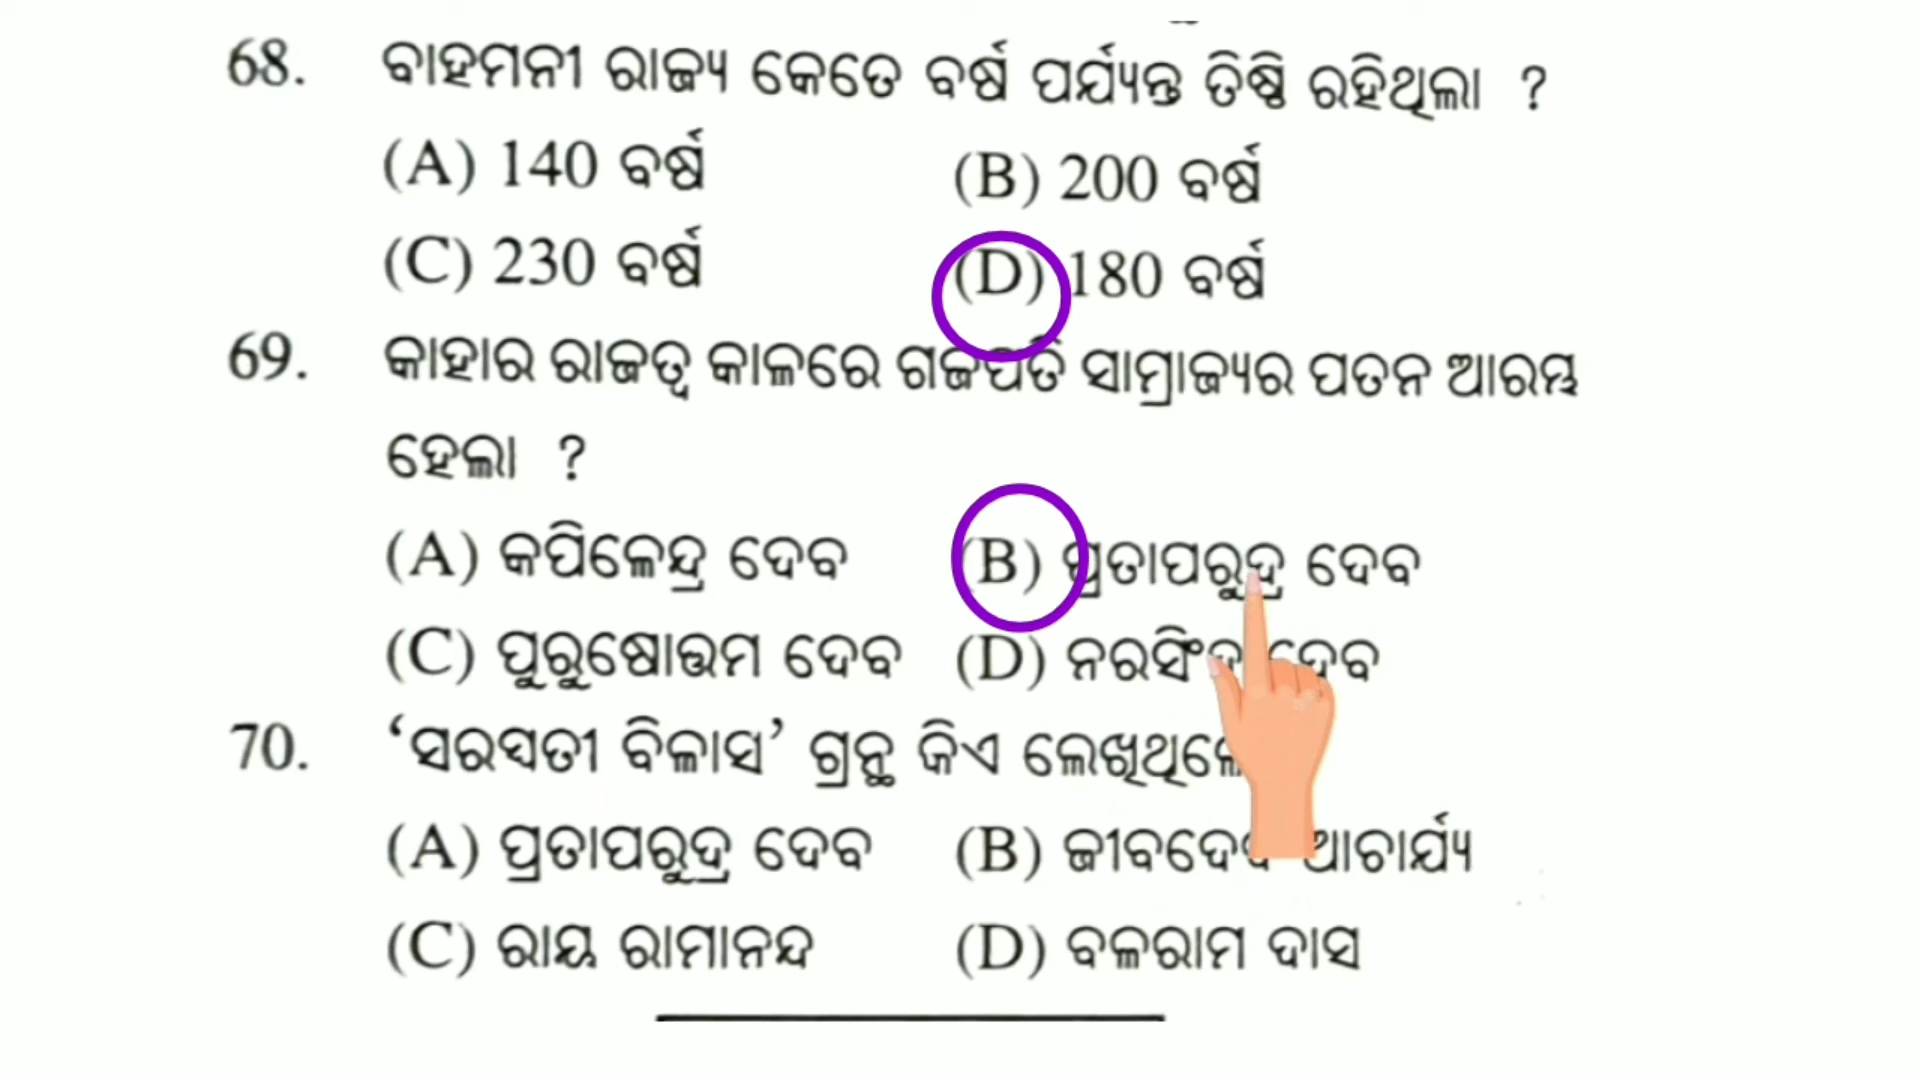 68. ବାହମନୀ ରାଜ୍ୟ କେତେ ବର୍ଷ ପର୍ଯ୍ୟନ୍ତ ତିଷ୍ଠି ରହିଥିଲା ?
(A) 140 ବର୍ଷ (B) 200 ବର୍ଷ
(C) 230 ବର୍ଷ (D) 180 ବର୍ଷ
69. କାହାର ରାଜତ୍ୱ କାଳରେ ଗଜପତି ସାମ୍ରାଜ୍ୟର ପତନ ଆରମ୍ଭ
ହେଲା ?
(A) କପିଳେନ୍ଦ୍ର ଦେବ (B) ପ୍ରତାପରୁଦ୍ର ଦେବ
(C) ପୁରୁଷୋତ୍ତମ ଦେବ (D) ନରସିଂହ ଦେବ
70. ‘ସରସ୍ୱତୀ ବିଳାସ’ ଗ୍ରନ୍ଥ କିଏ
(A) ପ୍ରତାପରୁଦ୍ର ଦେବ (B) ଜୀବଦେବ ଆଚାର୍ଯ୍ୟ
(C) ରାୟ ରାମାନନ୍ଦ (D) ବଳରାମ ଦାସ